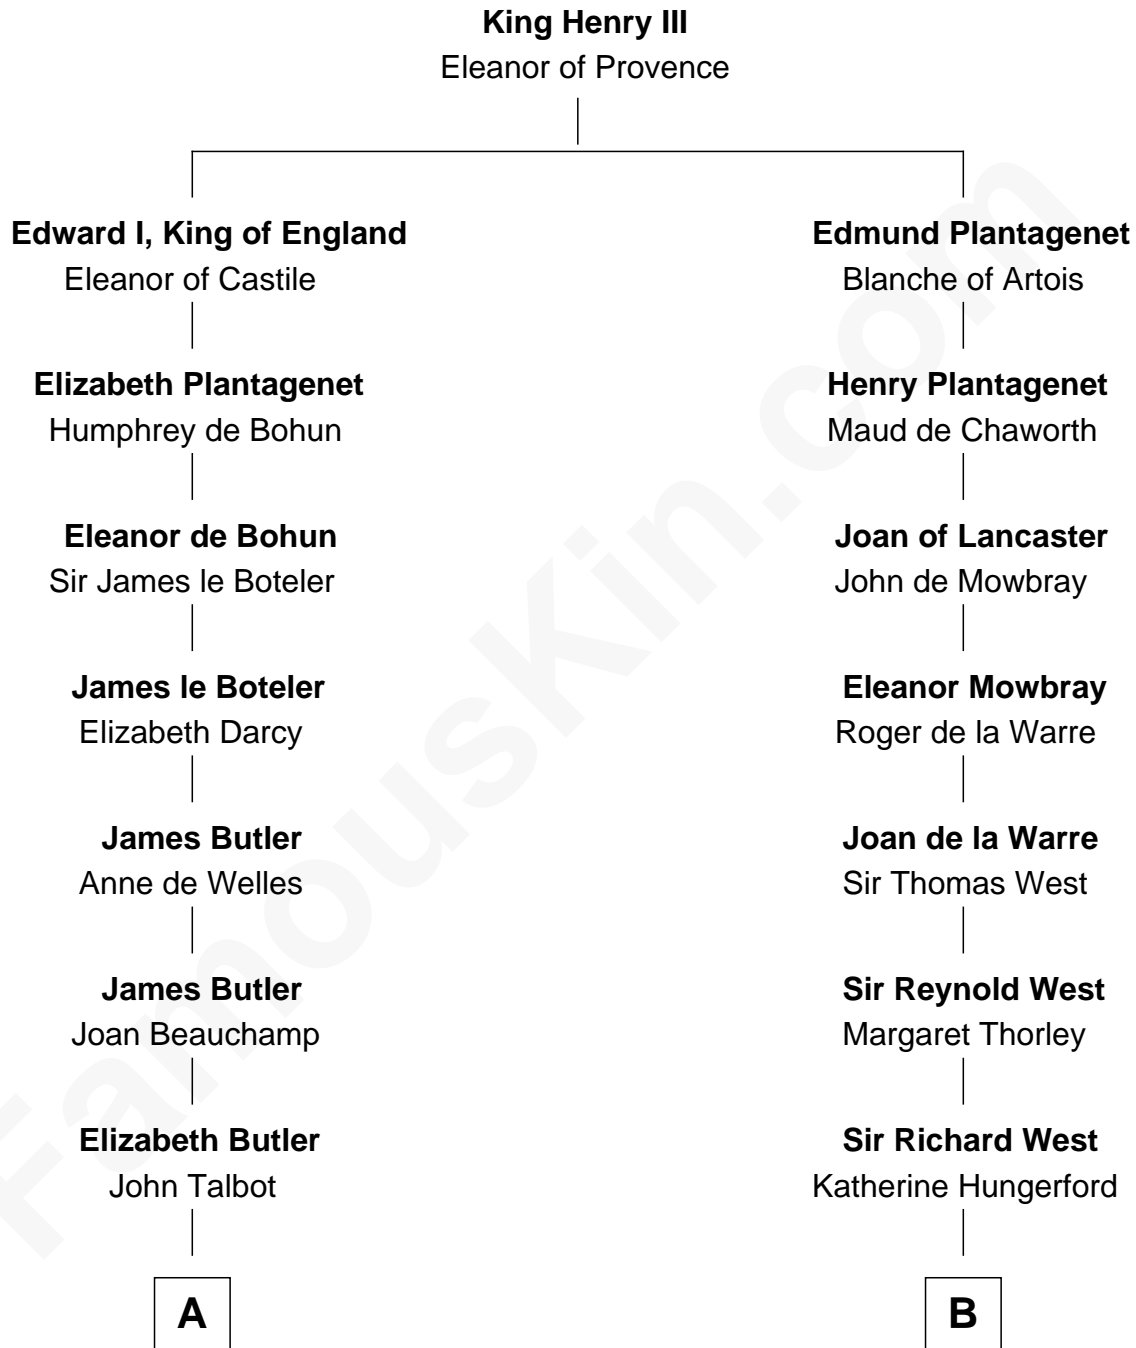 King Henry III
Eleanor of Provence
Edward I, King of England
Eleanor of Castile
Elizabeth Plantagenet
Humphrey de Bohun
Eleanor de Bohun
Sir James le Boteler
James le Boteler
Elizabeth Darcy
James Butler
Anne de Welles
James Butler
Joan Beauchamp
Elizabeth Butler
John Talbot
A
Edmund Plantagenet
Blanche of Artois
Henry Plantagenet
Maud de Chaworth
Joan of Lancaster
John de Mowbray
Eleanor Mowbray
Roger de la Warre
Joan de la Warre
Sir Thomas West
Sir Reynold West
Margaret Thorley
Sir Richard West
Katherine Hungerford
B
FamousKin.com